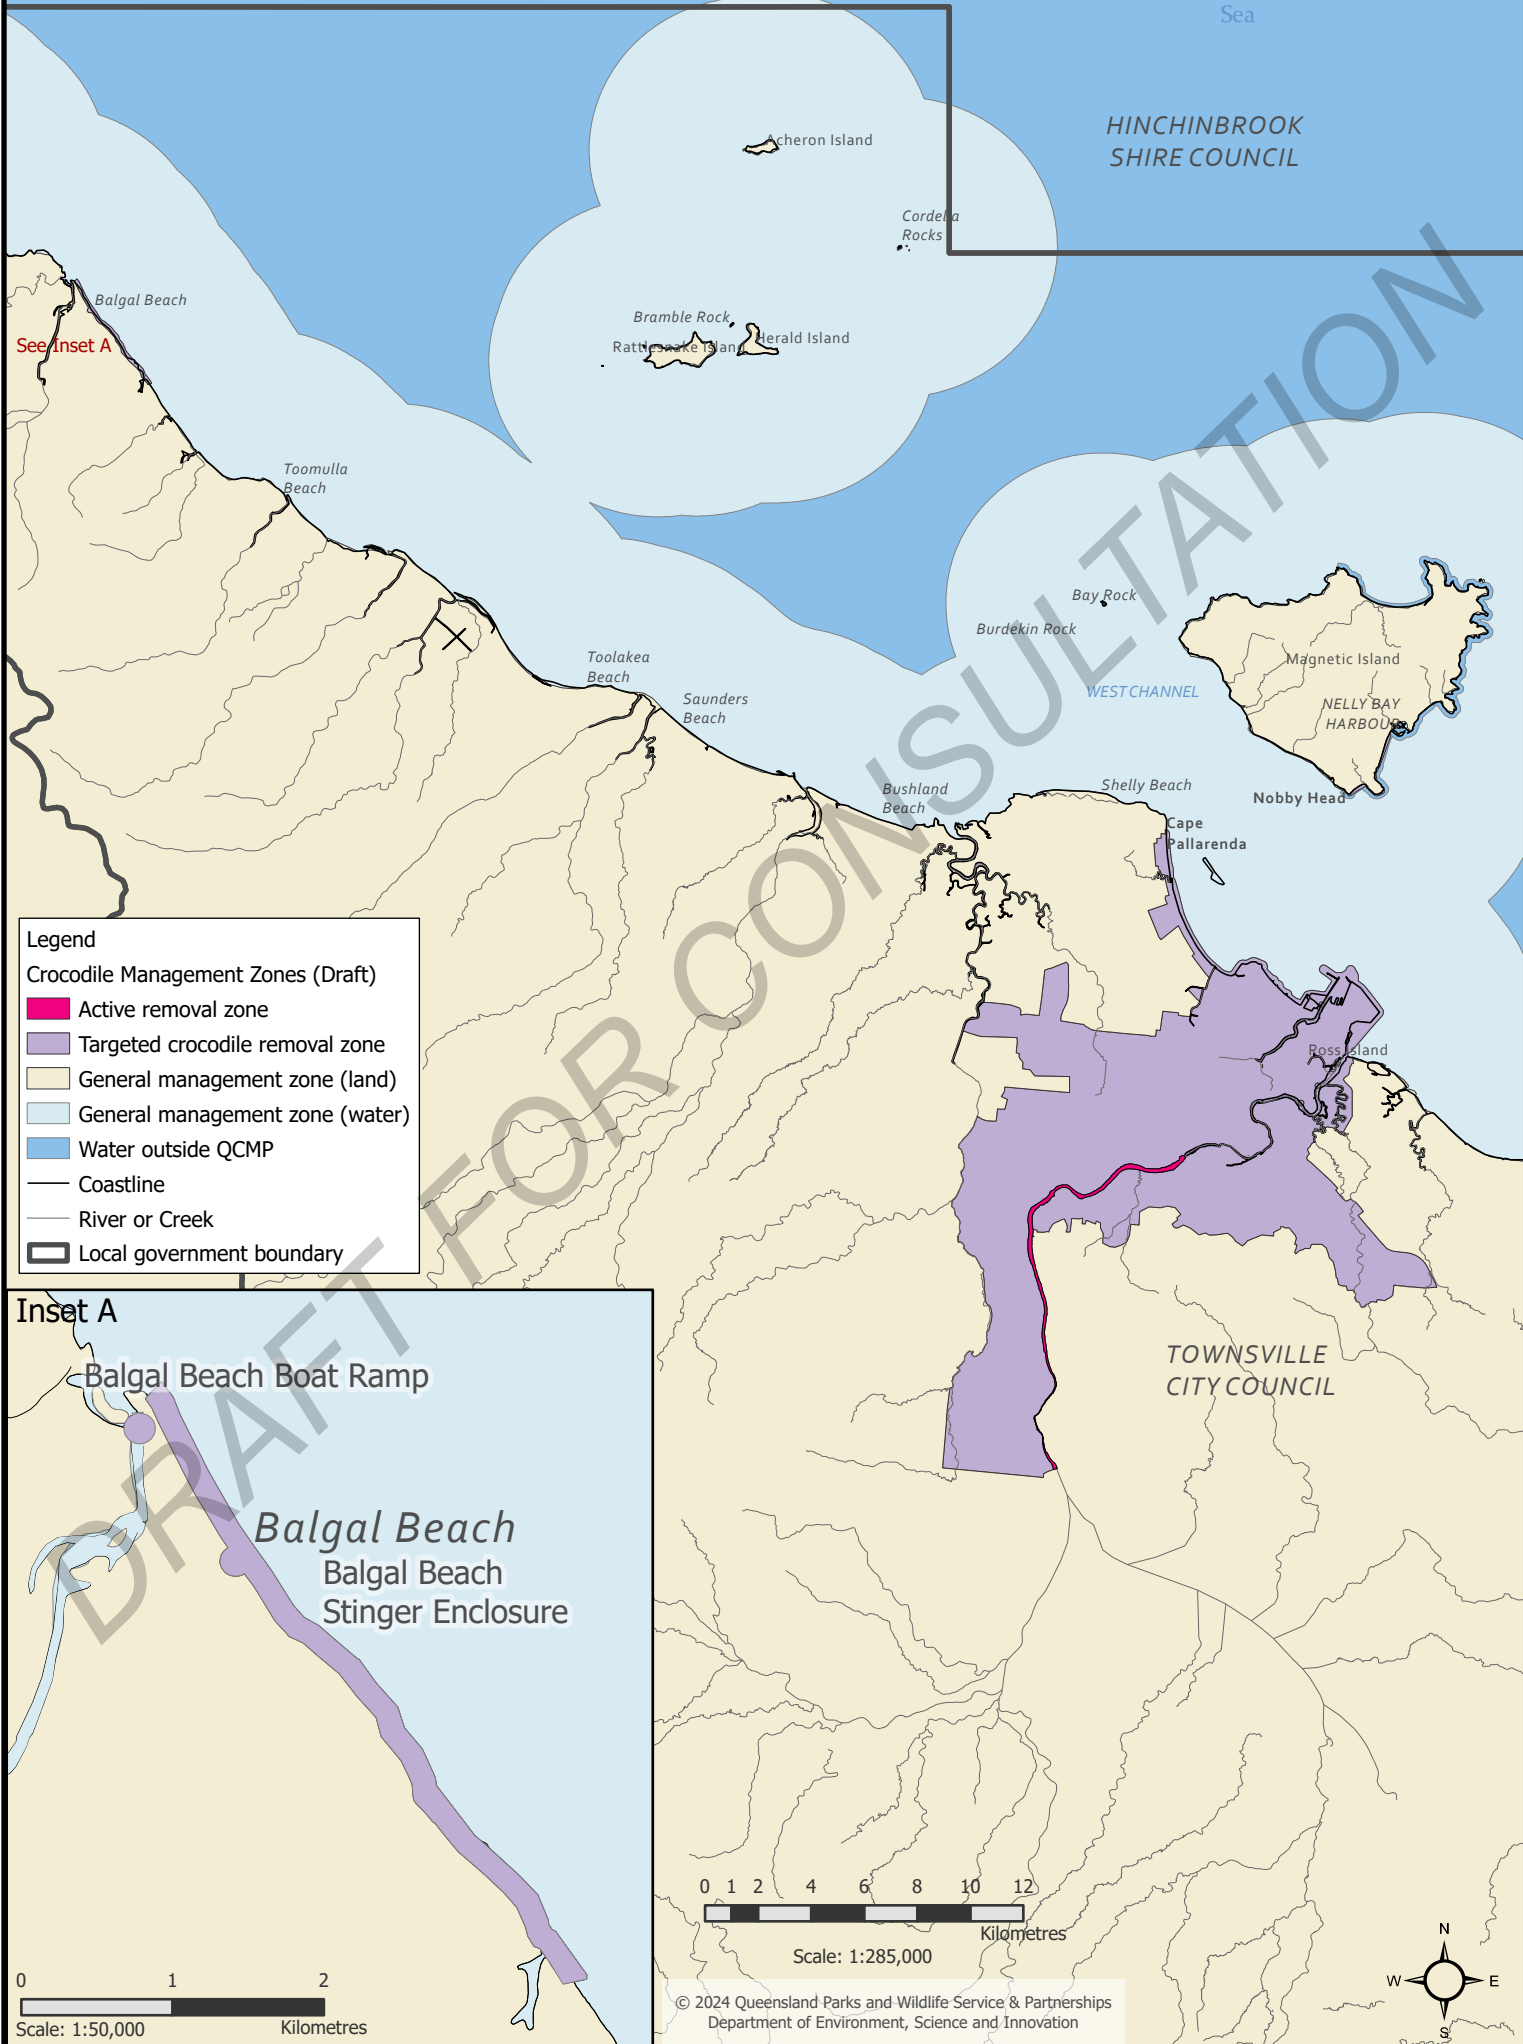 Sea
HINCHINBROOK
SHIRE COUNCIL
Acheron Island
Cordelia
Rocks
Balgal Beach
See Inset A
Bramble Rock
Herald Island
Rattlesnake Island
Toomulla
Beach
Bay Rock
Burdekin Rock
Magnetic Island
WEST CHANNEL
NELLY BAY
HARBOUR
Toolakea
Beach
Saunders
Beach
Bushland
Beach
Shelly Beach
Nobby Head
Cape
Pallarenda
Ross Island
TOWNSVILLE
CITY COUNCIL
DRAFT FOR CONSULTATION
Legend
Crocodile Management Zones (Draft)
Active removal zone
Targeted crocodile removal zone
General management zone (land)
General management zone (water)
Water outside QCMP
Coastline
River or Creek
Local government boundary
Inset A
Balgal Beach Boat Ramp
Balgal Beach
Balgal Beach
Stinger Enclosure
0 1 2
Kilometres
Scale: 1:50,000
0 1 2 4 6 8 10 12
Kilometres
Scale: 1:285,000
© 2024 Queensland Parks and Wildlife Service & Partnerships
Department of Environment, Science and Innovation
N
W E
S